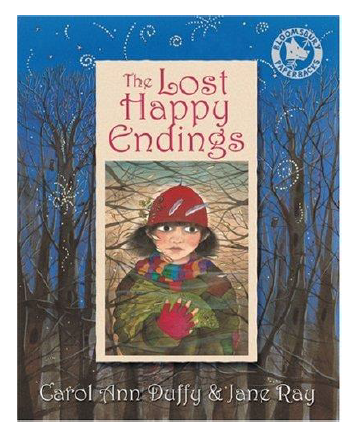 BLOOMSBURY
PAPERBACKS
The Lost
Happy
Endings
Carol Ann Duffy & Jane Ray